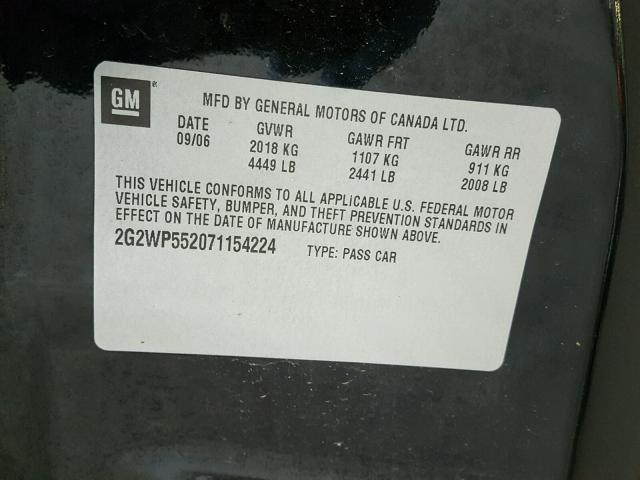 GM®
MFD BY GENERAL MOTORS OF CANADA LTD.
DATE GVWR GAWR FRT GAWR RR
09/06 2018 KG 1107 KG 911 KG
4449 LB 2441 LB 2008 LB
THIS VEHICLE CONFORMS TO ALL APPLICABLE U.S. FEDERAL MOTOR
VEHICLE SAFETY, BUMPER, AND THEFT PREVENTION STANDARDS IN
EFFECT ON THE DATE OF MANUFACTURE SHOWN ABOVE.
2G2WP552071154224 TYPE: PASS CAR